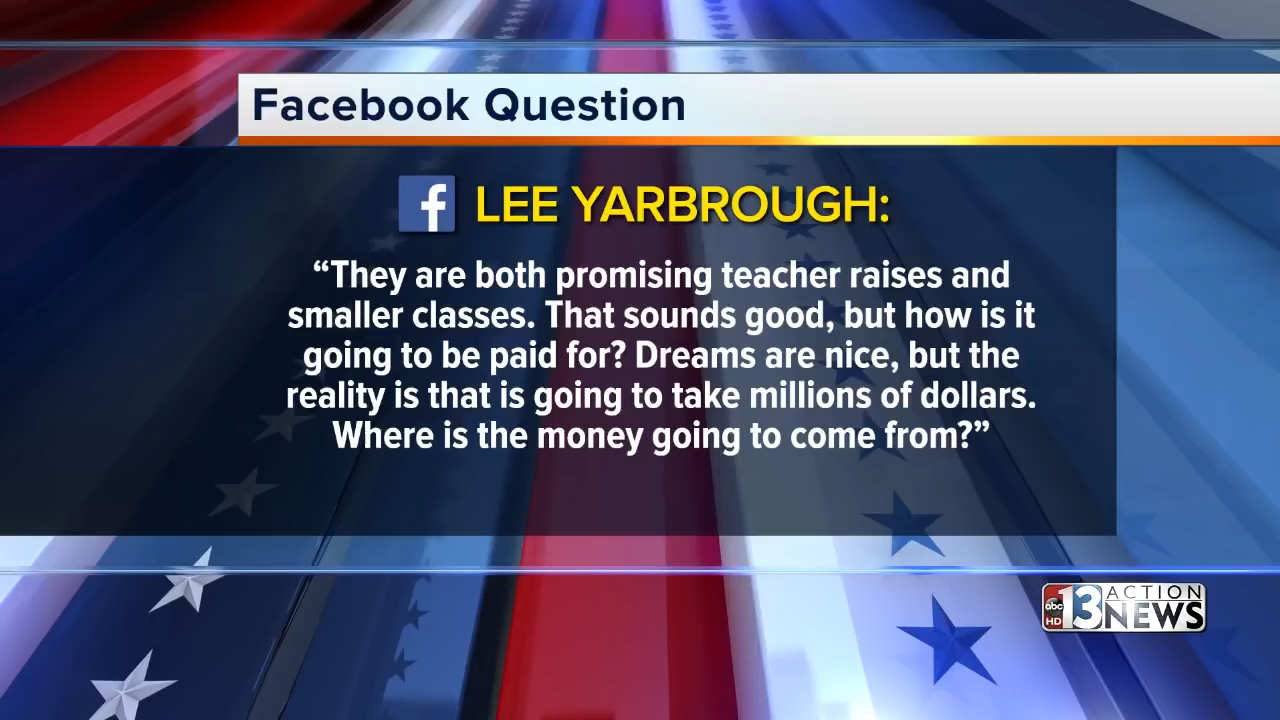 Facebook Question
f LEE YARBROUGH:
“They are both promising teacher raises and
smaller classes. That sounds good, but how is it
going to be paid for? Dreams are nice, but the
reality is that is going to take millions of dollars.
Where is the money going to come from?”
abc HD 13 ACTION NEWS